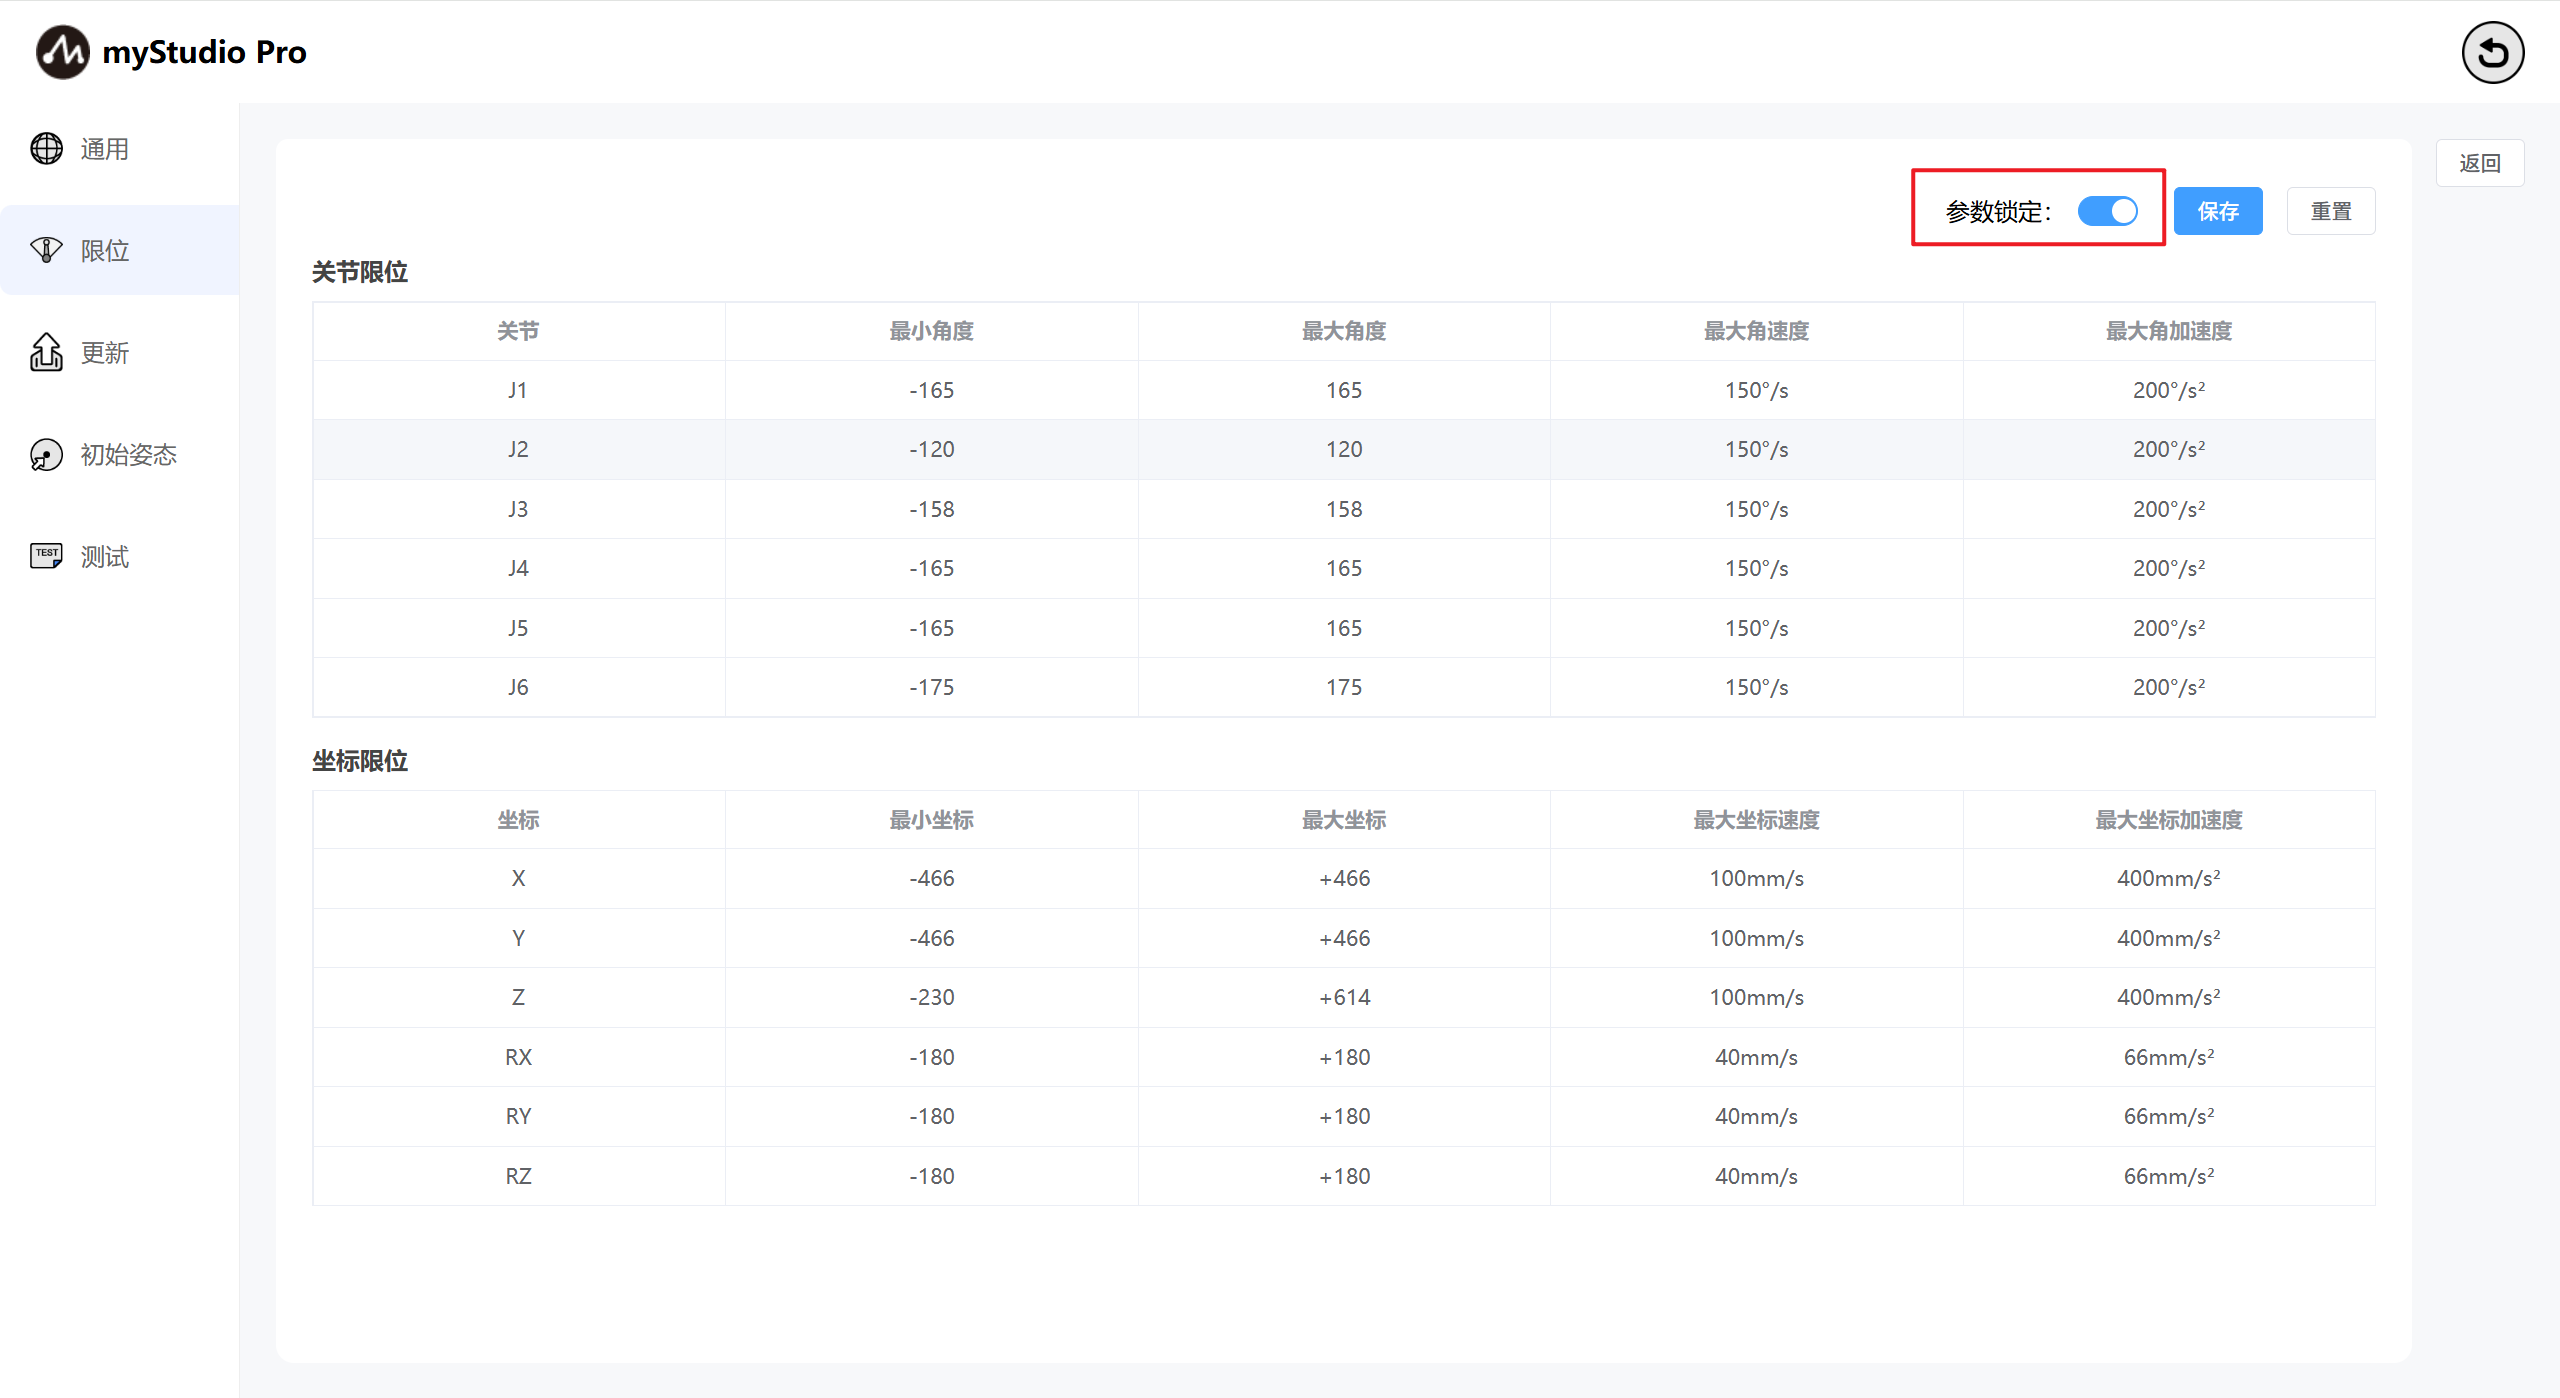 myStudio Pro
通用
限位
更新
初始姿态
TEST 测试
返回
参数锁定：
保存
重置
关节限位
关节 最小角度 最大角度 最大角速度 最大角加速度
J1 -165 165 150°/s 200°/s²
J2 -120 120 150°/s 200°/s²
J3 -158 158 150°/s 200°/s²
J4 -165 165 150°/s 200°/s²
J5 -165 165 150°/s 200°/s²
J6 -175 175 150°/s 200°/s²
坐标限位
坐标 最小坐标 最大坐标 最大坐标速度 最大坐标加速度
X -466 +466 100mm/s 400mm/s²
Y -466 +466 100mm/s 400mm/s²
Z -230 +614 100mm/s 400mm/s²
RX -180 +180 40mm/s 66mm/s²
RY -180 +180 40mm/s 66mm/s²
RZ -180 +180 40mm/s 66mm/s²